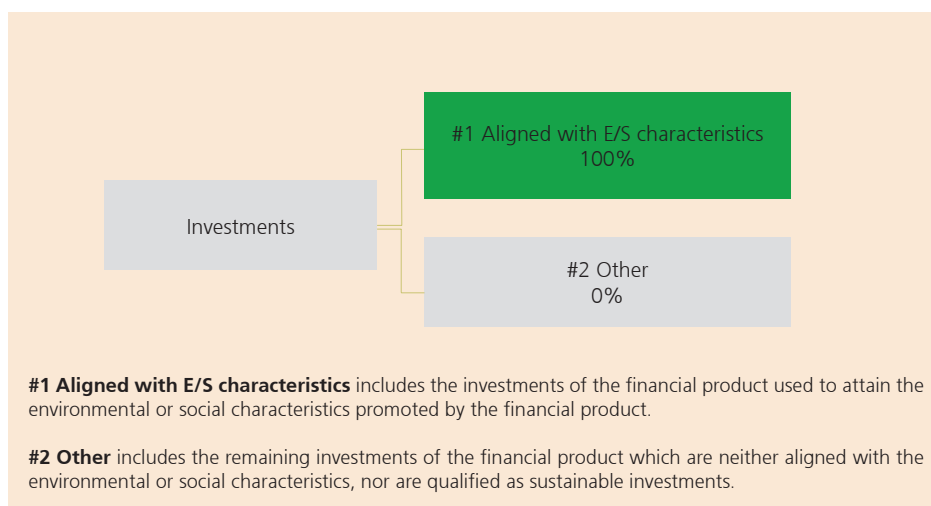 #1 Aligned with E/S characteristics
100%
Investments
#2 Other
0%
#1 Aligned with E/S characteristics includes the investments of the financial product used to attain the
environmental or social characteristics promoted by the financial product.
#2 Other includes the remaining investments of the financial product which are neither aligned with the
environmental or social characteristics, nor are qualified as sustainable investments.